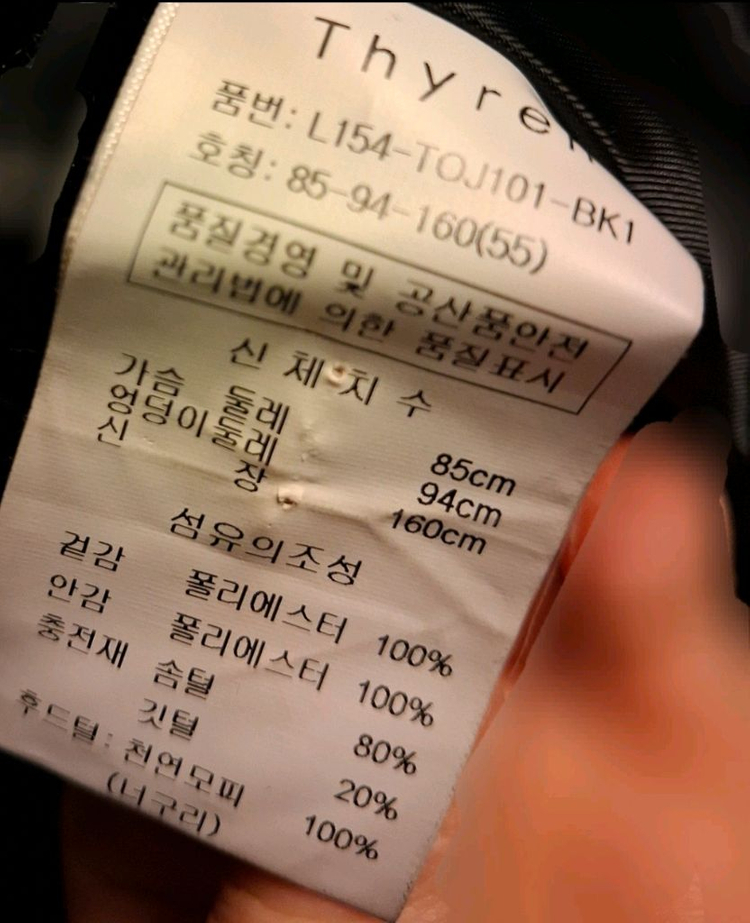 Thyren
품번: L154-TOJ101-BK1
호칭: 85-94-160(55)
품질경영 및 공산품안전
관리법에 의한 품질표시
신 체 치 수
가슴 둘레 85cm
엉덩이둘레 94cm
신 장 160cm
섬유의조성
겉감 폴리에스터 100%
안감 폴리에스터 100%
충전재 솜털 80%
깃털 20%
후드털: 천연모피 100%
(너구리)